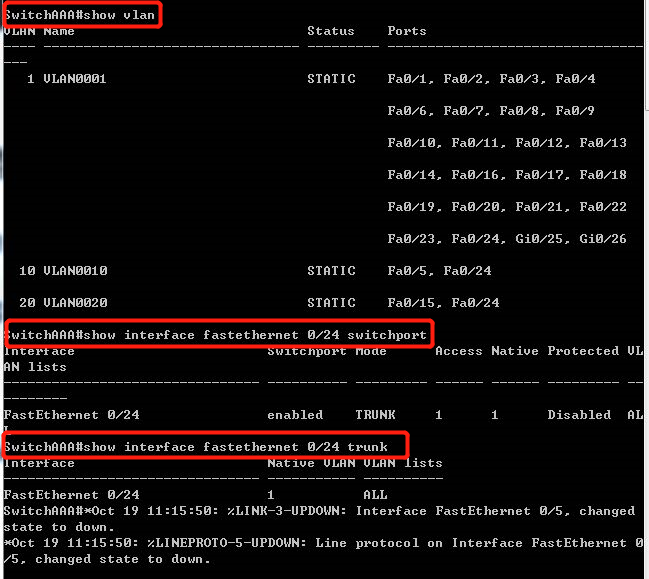 SwitchAAA#show vlan
VLAN Name                             Status    Ports
---- -------------------------------- --------- --------------------------------
---
   1 VLAN0001                         STATIC    Fa0/1, Fa0/2, Fa0/3, Fa0/4
                                                Fa0/6, Fa0/7, Fa0/8, Fa0/9
                                                Fa0/10, Fa0/11, Fa0/12, Fa0/13
                                                Fa0/14, Fa0/16, Fa0/17, Fa0/18
                                                Fa0/19, Fa0/20, Fa0/21, Fa0/22
                                                Fa0/23, Fa0/24, Gi0/25, Gi0/26
  10 VLAN0010                         STATIC    Fa0/5, Fa0/24
  20 VLAN0020                         STATIC    Fa0/15, Fa0/24
SwitchAAA#show interface fastethernet 0/24 switchport
Interface                        Switchport Mode      Access Native Protected VL
AN lists
-------------------------------- ---------- --------- ------ ------ --------- --
--------
FastEthernet 0/24                enabled    TRUNK     1      1      Disabled  AL
L
SwitchAAA#show interface fastethernet 0/24 trunk
Interface                        Native VLAN VLAN lists
-------------------------------- ----------- ----------
FastEthernet 0/24                1           ALL
SwitchAAA#*Oct 19 11:15:50: %LINK-3-UPDOWN: Interface FastEthernet 0/5, changed
state to down.
*Oct 19 11:15:50: %LINEPROTO-5-UPDOWN: Line protocol on Interface FastEthernet 0
/5, changed state to down.